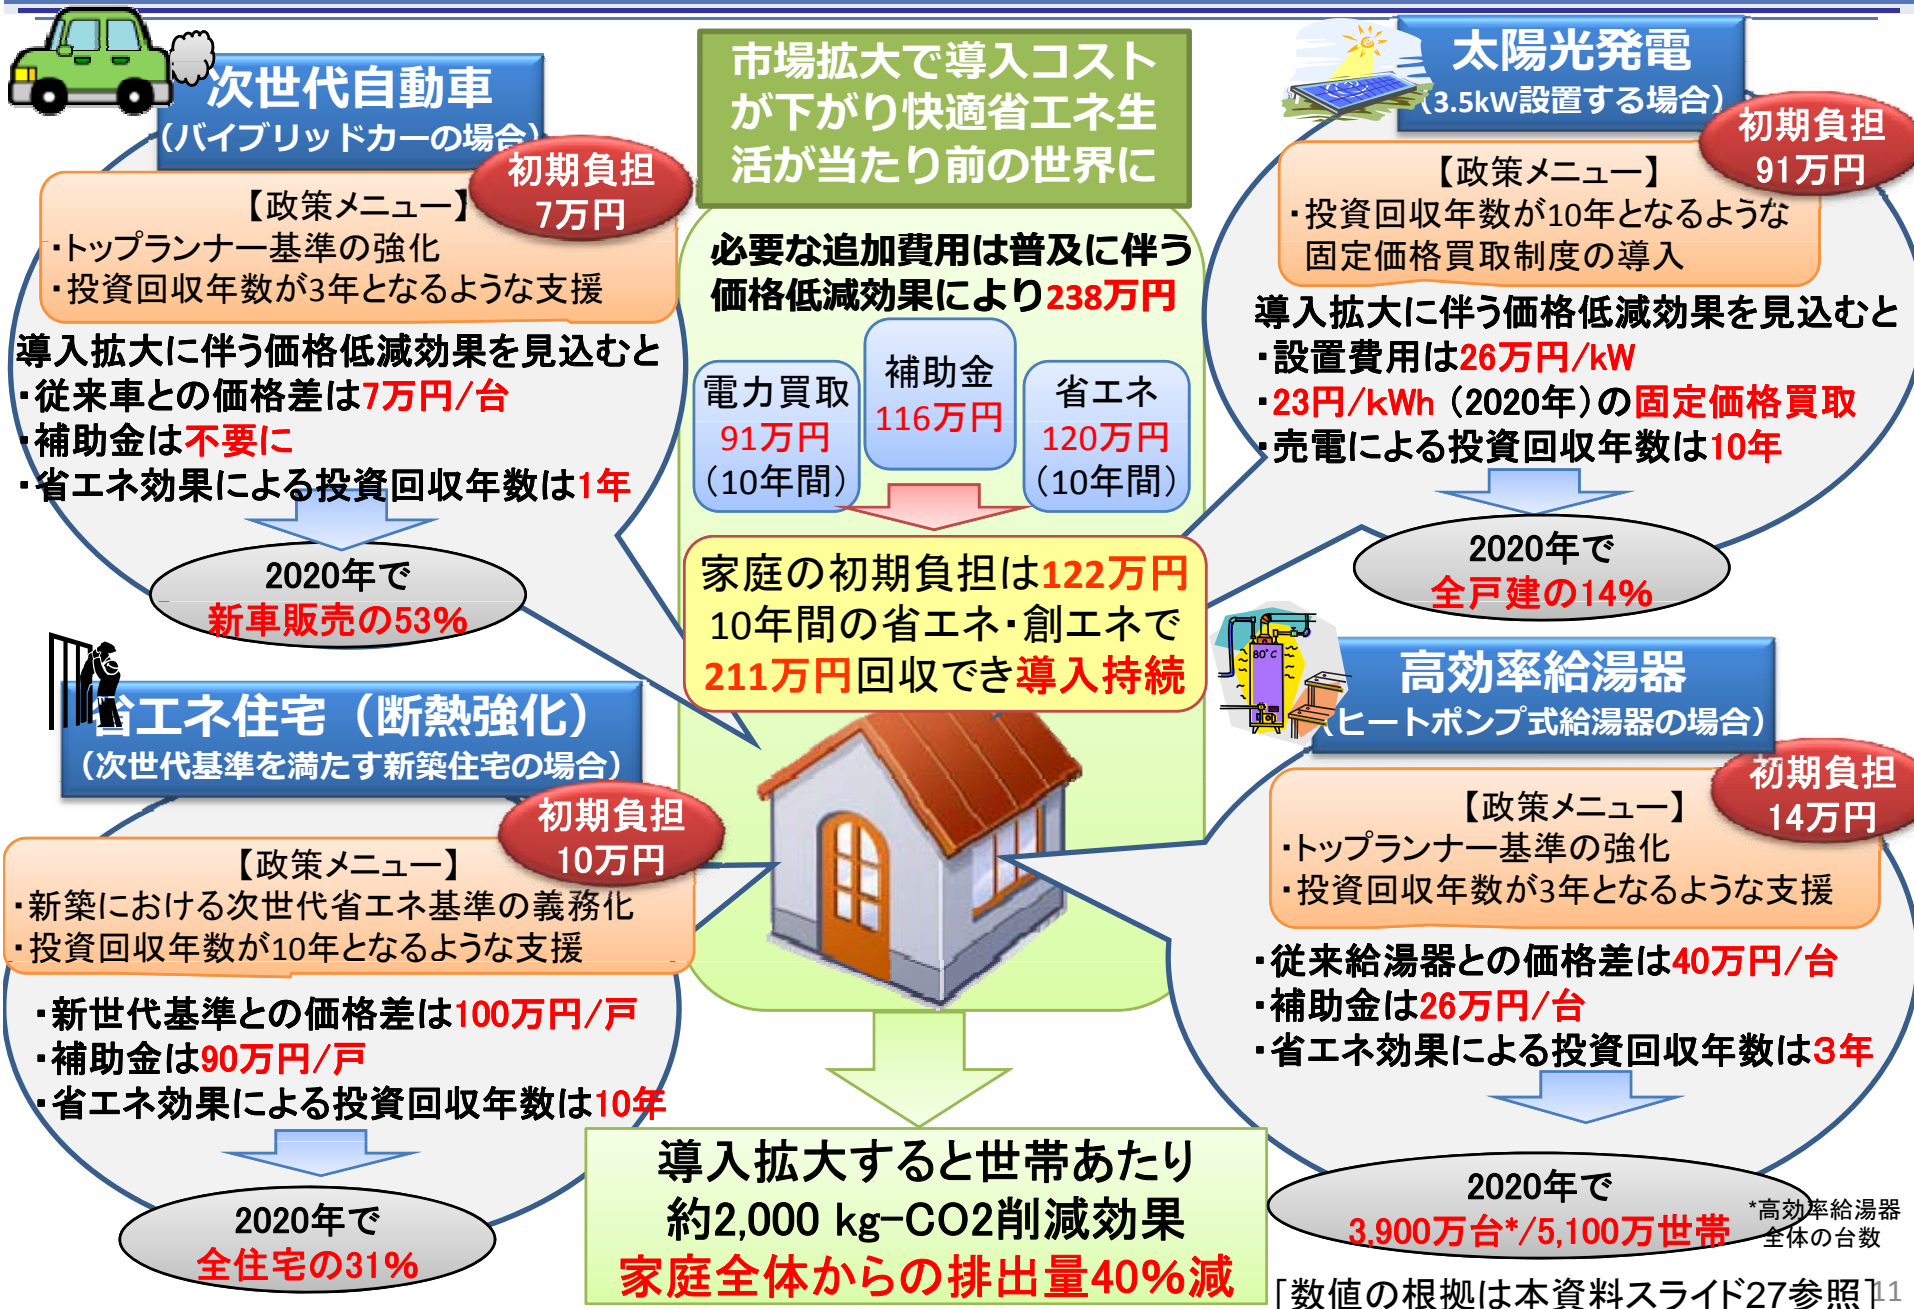 次世代自動車
（バイブリッドカーの場合）
初期負担
7万円
【政策メニュー】
・トップランナー基準の強化
・投資回収年数が3年となるような支援
導入拡大に伴う価格低減効果を見込むと
・従来車との価格差は7万円/台
・補助金は不要に
・省エネ効果による投資回収年数は1年
2020年で
新車販売の53%
市場拡大で導入コスト
が下がり快適省エネ生
活が当たり前の世界に
必要な追加費用は普及に伴う
価格低減効果により238万円
電力買取
91万円
（10年間）
補助金
116万円
省エネ
120万円
（10年間）
家庭の初期負担は122万円
10年間の省エネ・創エネで
211万円回収でき導入持続
太陽光発電
（3.5kW設置する場合）
初期負担
91万円
【政策メニュー】
・投資回収年数が10年となるような
固定価格買取制度の導入
導入拡大に伴う価格低減効果を見込むと
・設置費用は26万円/kW
・23円/kWh（2020年）の固定価格買取
・売電による投資回収年数は10年
2020年で
全戸建の14%
省エネ住宅（断熱強化）
（次世代基準を満たす新築住宅の場合）
初期負担
10万円
【政策メニュー】
・新築における次世代省エネ基準の義務化
・投資回収年数が10年となるような支援
・新世代基準との価格差は100万円/戸
・補助金は90万円/戸
・省エネ効果による投資回収年数は10年
2020年で
全住宅の31%
80°C
高効率給湯器
（ヒートポンプ式給湯器の場合）
初期負担
14万円
【政策メニュー】
・トップランナー基準の強化
・投資回収年数が3年となるような支援
・従来給湯器との価格差は40万円/台
・補助金は26万円/台
・省エネ効果による投資回収年数は3年
2020年で
3,900万台*/5,100万世帯
*高効率給湯器
全体の台数
導入拡大すると世帯あたり
約2,000 kg-CO2削減効果
家庭全体からの排出量40%減
［数値の根拠は本資料スライド27参照］
11